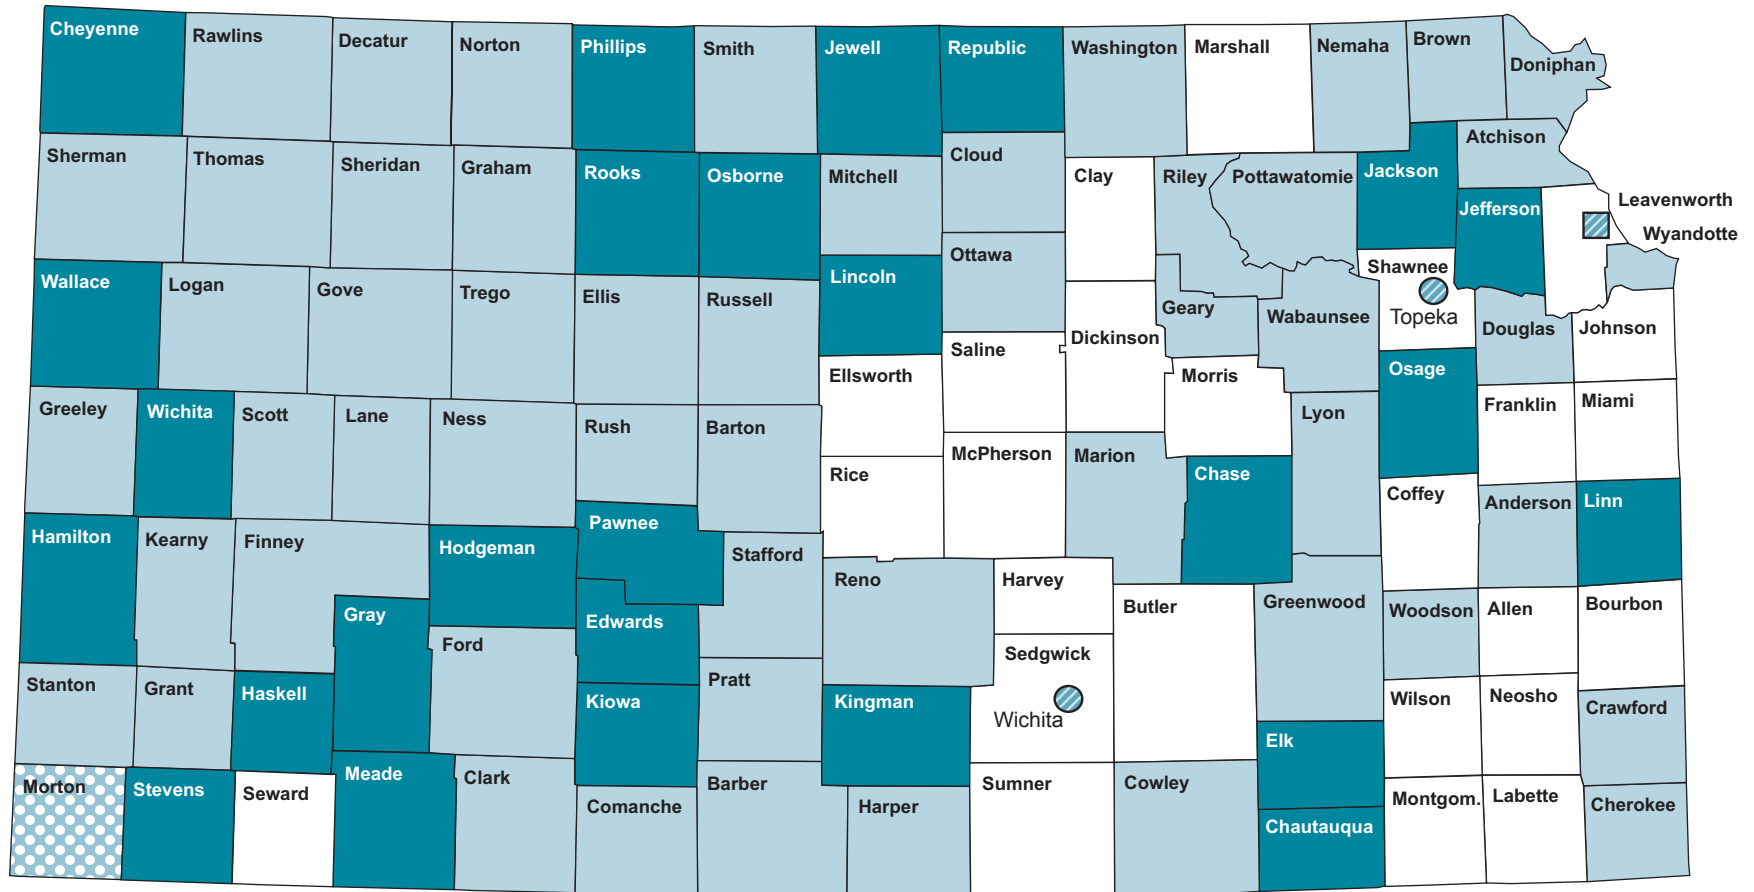 Cheyenne
Rawlins
Decatur
Norton
Phillips
Smith
Jewell
Republic
Washington
Marshall
Nemaha
Brown
Doniphan
Sherman
Thomas
Sheridan
Graham
Rooks
Osborne
Mitchell
Cloud
Clay
Riley
Pottawatomie
Jackson
Atchison
Jefferson
Leavenworth
Wyandotte
Wallace
Logan
Gove
Trego
Ellis
Russell
Lincoln
Ottawa
Saline
Dickinson
Geary
Wabaunsee
Shawnee
Topeka
Douglas
Johnson
Greeley
Wichita
Scott
Lane
Ness
Rush
Barton
Ellsworth
Rice
McPherson
Marion
Morris
Chase
Lyon
Osage
Franklin
Miami
Coffey
Anderson
Linn
Hamilton
Kearny
Finney
Hodgeman
Pawnee
Stafford
Gray
Ford
Edwards
Reno
Harvey
Butler
Greenwood
Woodson
Allen
Bourbon
Stanton
Grant
Haskell
Kiowa
Pratt
Kingman
Sedgwick
Wichita
Elk
Wilson
Neosho
Crawford
Morton
Stevens
Seward
Meade
Clark
Comanche
Barber
Harper
Sumner
Cowley
Chautauqua
Montgom.
Labette
Cherokee